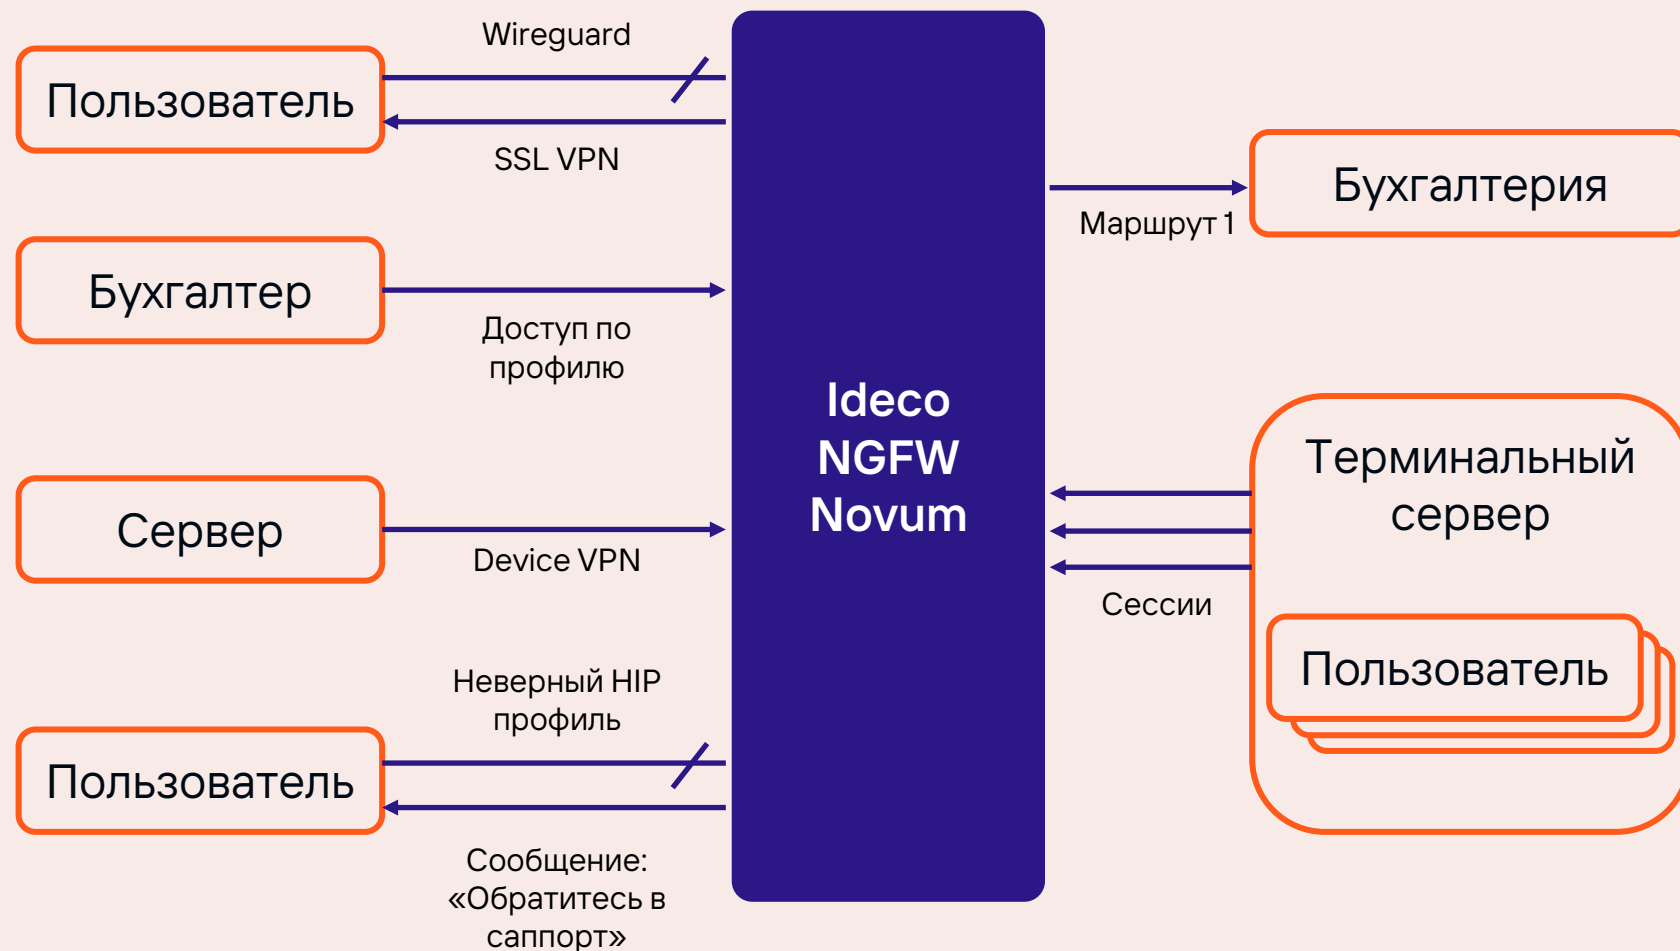 Wireguard
Пользователь
SSL VPN
Бухгалтер
Доступ по
профилю
Сервер
Device VPN
Неверный HIP
профиль
Пользователь
Сообщение:
«Обратитесь в
саппорт»
Ideco
NGFW
Novum
Бухгалтерия
Маршрут 1
Терминальный
сервер
Сессии
Пользователь